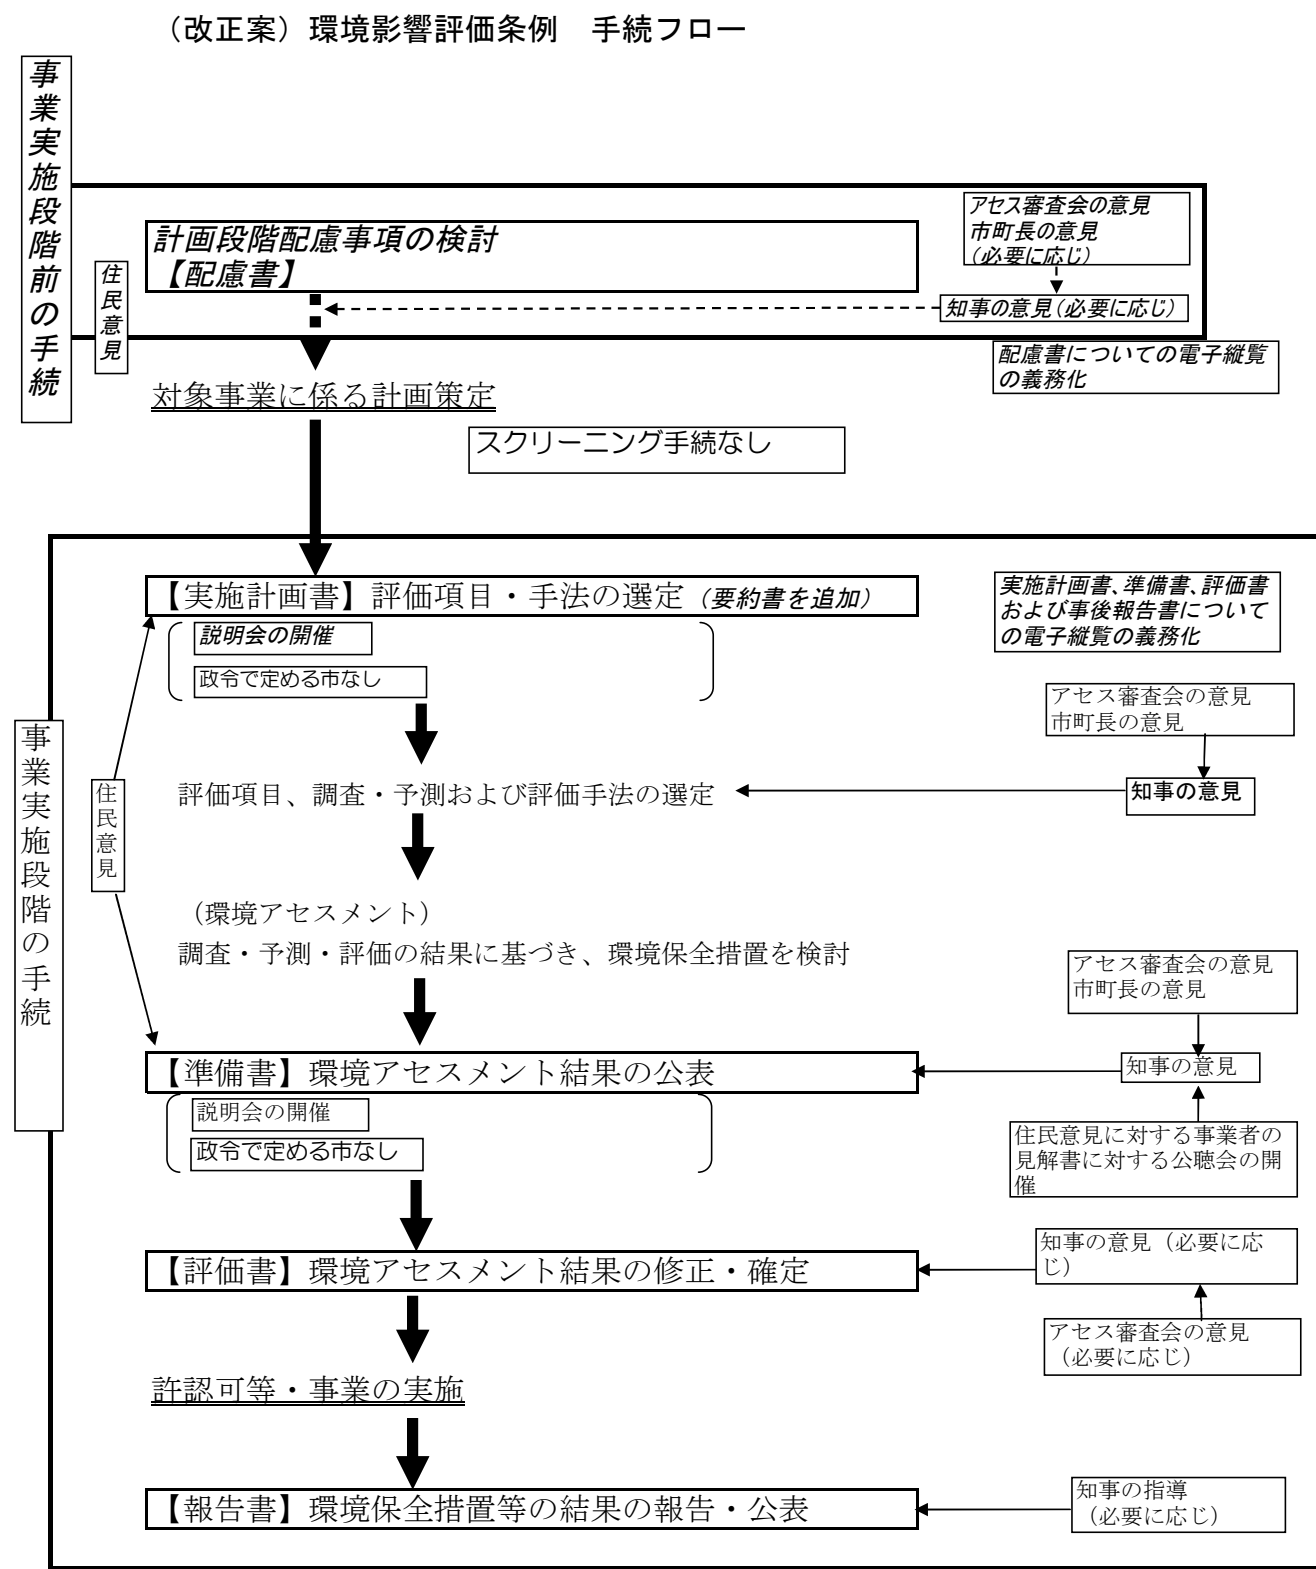 （改正案）環境影響評価条例　手続フロー
事業実施段階前の手続
アセス審査会の意見
市町長の意見
（必要に応じ）
計画段階配慮事項の検討
【配慮書】
住民意見
知事の意見（必要に応じ）
配慮書についての電子縦覧
の義務化
対象事業に係る計画策定
スクリーニング手続なし
【実施計画書】評価項目・手法の選定（要約書を追加）
実施計画書、準備書、評価書
および事後報告書について
の電子縦覧の義務化
説明会の開催
政令で定める市なし
アセス審査会の意見
市町長の意見
事業実施段階の手続
住民意見
評価項目、調査・予測および評価手法の選定
知事の意見
（環境アセスメント）
調査・予測・評価の結果に基づき、環境保全措置を検討
アセス審査会の意見
市町長の意見
【準備書】環境アセスメント結果の公表
知事の意見
説明会の開催
政令で定める市なし
住民意見に対する事業者の
見解書に対する公聴会の開
催
【評価書】環境アセスメント結果の修正・確定
知事の意見（必要に応
じ）
アセス審査会の意見
（必要に応じ）
許認可等・事業の実施
【報告書】環境保全措置等の結果の報告・公表
知事の指導
（必要に応じ）